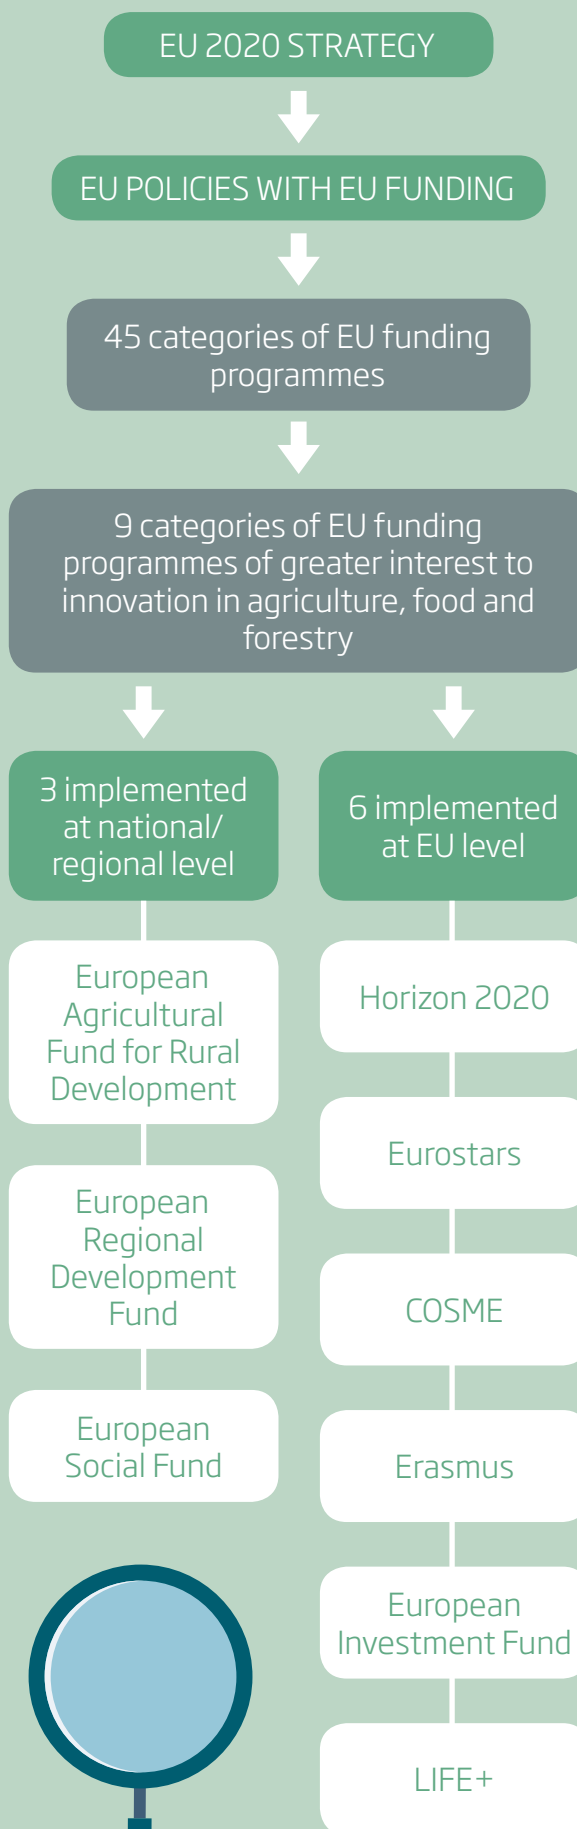 EU 2020 STRATEGY
EU POLICIES WITH EU FUNDING
45 categories of EU funding
programmes
9 categories of EU funding
programmes of greater interest to
innovation in agriculture, food and
forestry
3 implemented
at national/
regional level
European
Agricultural
Fund for Rural
Development
European
Regional
Development
Fund
European
Social Fund
6 implemented
at EU level
Horizon 2020
Eurostars
COSME
Erasmus
European
Investment Fund
LIFE+